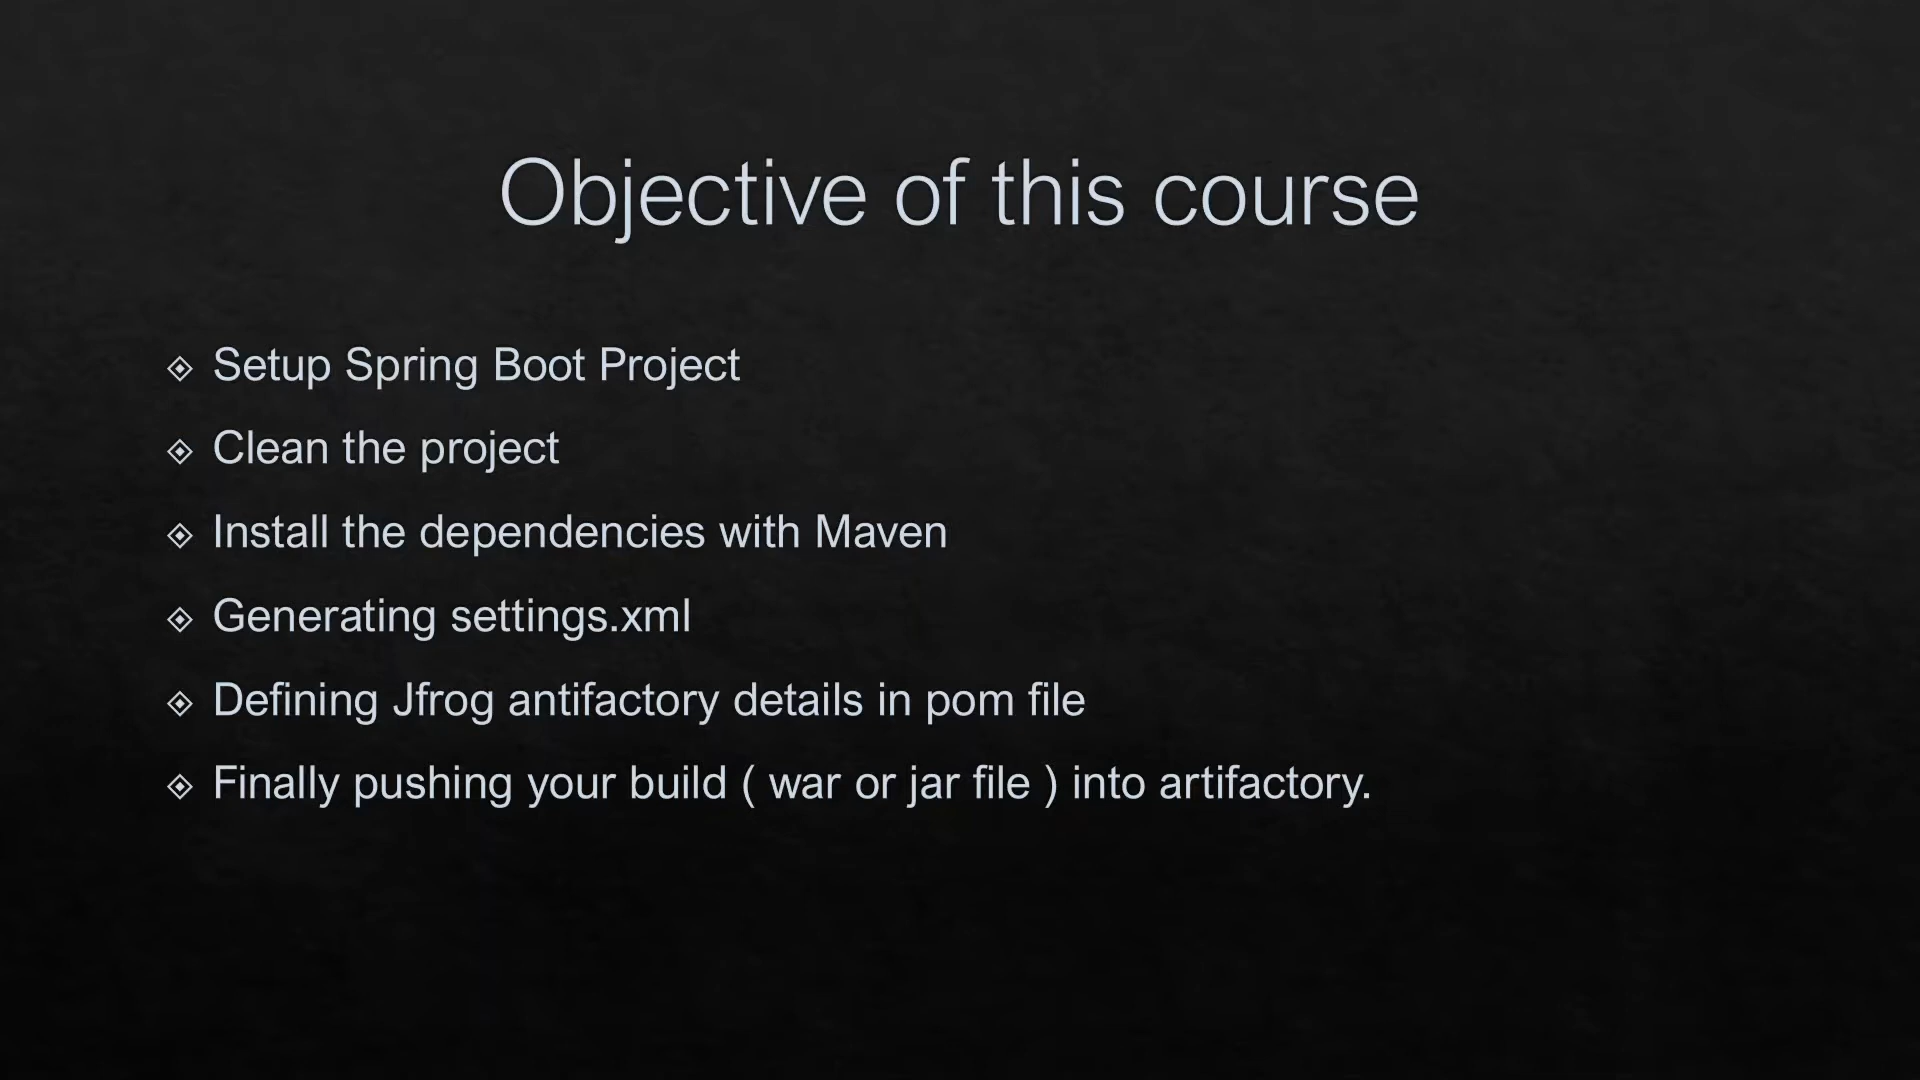 Objective of this course
Setup Spring Boot Project
Clean the project
Install the dependencies with Maven
Generating settings.xml
Defining Jfrog antifactory details in pom file
Finally pushing your build ( war or jar file ) into artifactory.